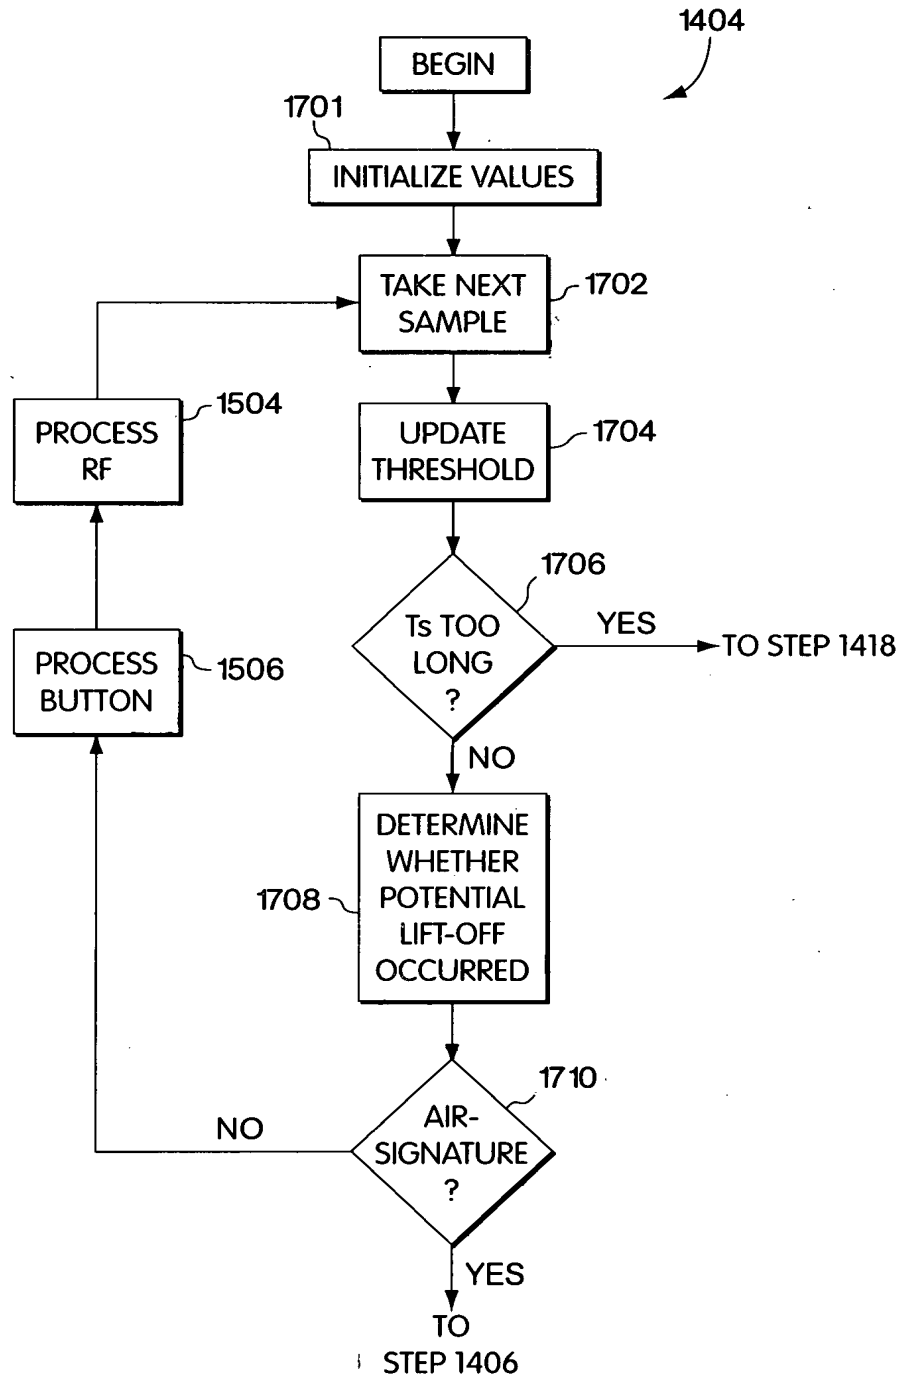 1404
BEGIN
1701
INITIALIZE VALUES
TAKE NEXT
SAMPLE
1702
1504
PROCESS
RF
UPDATE
THRESHOLD
1704
1706
Ts TOO
LONG
?
YES
TO STEP 1418
PROCESS
BUTTON
1506
NO
DETERMINE
WHETHER
POTENTIAL
LIFT-OFF
OCCURRED
1708
1710
AIR-
SIGNATURE
?
NO
YES
TO
STEP 1406